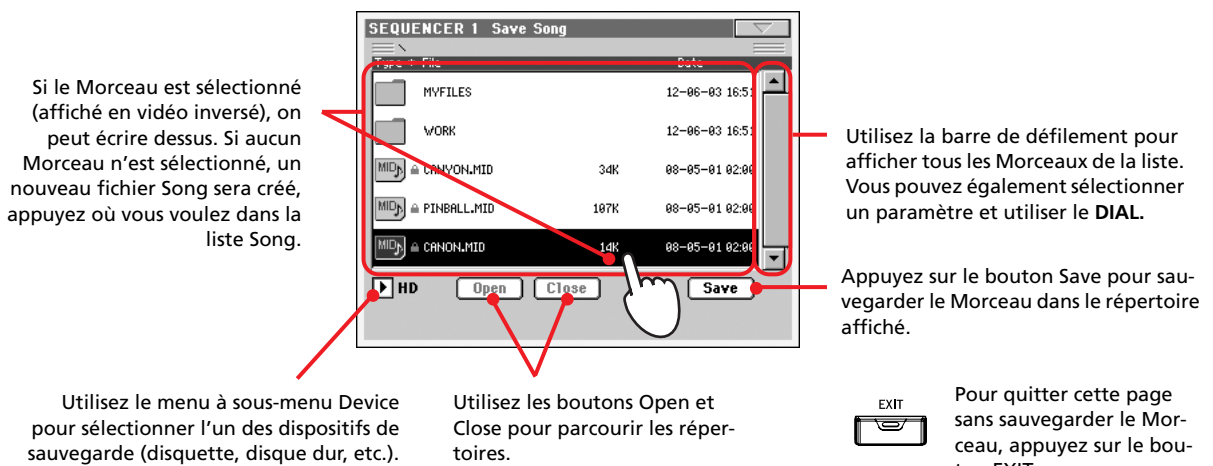 SEQUENCER 1 Save Song
MYFILES 12-06-03 16:51
WORK 12-06-03 16:51
MID CANYON.MID 34K 08-05-01 02:00
MID PINBALL.MID 107K 08-05-01 02:00
MID CANON.MID 14K 08-05-01 02:00
HD Open Close Save
Si le Morceau est sélectionné
(affiché en vidéo inversé), on
peut écrire dessus. Si aucun
Morceau n’est sélectionné, un
nouveau fichier Song sera créé,
appuyez où vous voulez dans la
liste Song.
Utilisez la barre de défilement pour
afficher tous les Morceaux de la liste.
Vous pouvez également sélectionner
un paramètre et utiliser le DIAL.
Appuyez sur le bouton Save pour sau-
vegarder le Morceau dans le répertoire
affiché.
Utilisez le menu à sous-menu Device
pour sélectionner l’un des dispositifs de
sauvegarde (disquette, disque dur, etc.).
Utilisez les boutons Open et
Close pour parcourir les réper-
toires.
EXIT
Pour quitter cette page
sans sauvegarder le Mor-
ceau, appuyez sur le bou-